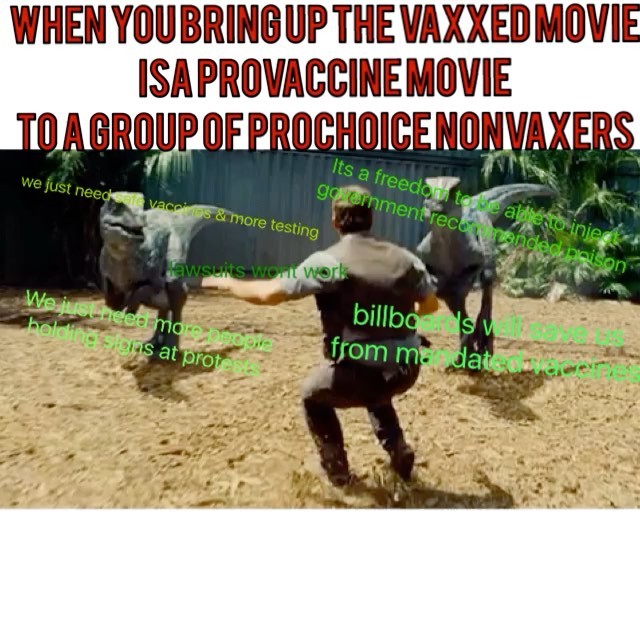 WHEN YOU BRING UP THE VAXXED MOVIE
IS A PROVACCINE MOVIE
TO A GROUP OF PROCHOICE NONVAXERS
Its a freedom to be able to inject
government recommended poison
we just need safe vaccines & more testing
lawsuits wont work
We just need more people
holding signs at protests
billboards will save us
from mandated vaccines